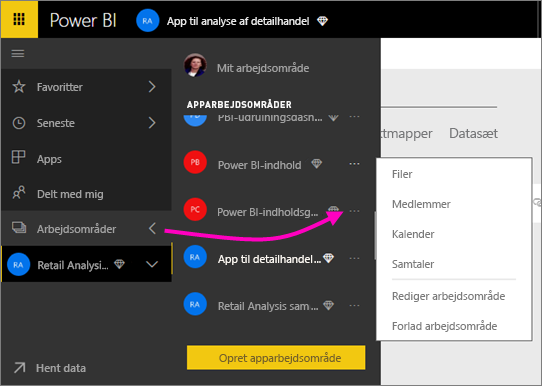 Power BI
RA App til analyse af detailhandel
Favoritter
Seneste
Apps
Delt med mig
Arbejdsområder
RA Retail Analysi...
Hent data
Mit arbejdsområde
APPARBEJDSOMRÅDER
PB PBI-udrulningsdash...
PB Power BI-indhold ...
PC Power BI-indholdsg... ...
RA App til detailhandel...
RA Retail Analysis sam ...
Opret apparbejdsområde
Datasæt
Filer
Medlemmer
Kalender
Samtaler
Rediger arbejdsområde
Forlad arbejdsområde